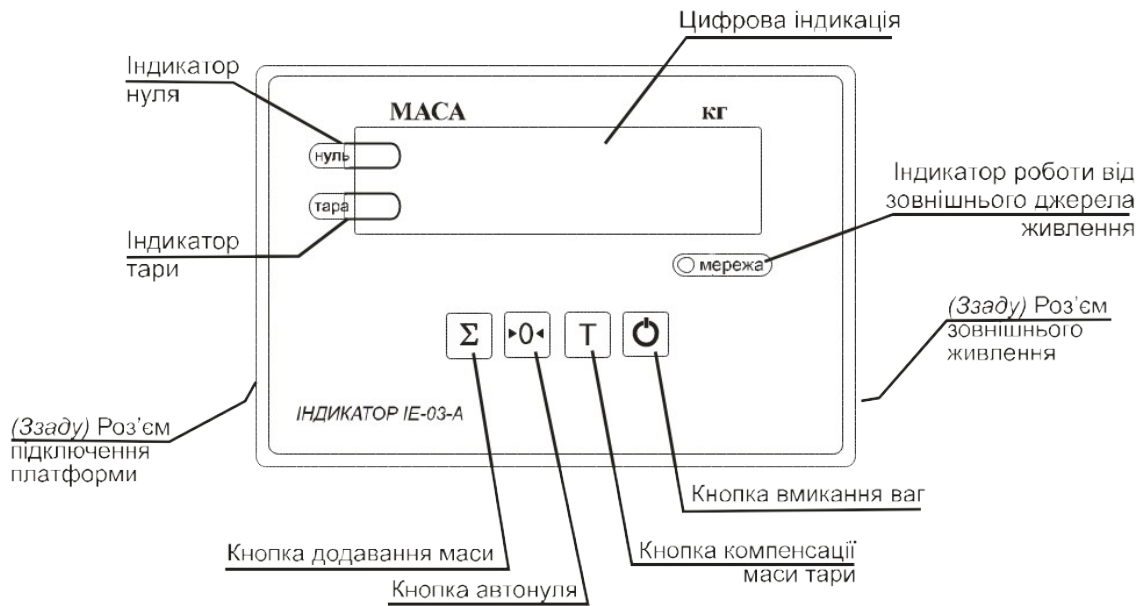 Цифрова індикація
Індикатор
нуля
МАСА кг
нуль
тара
Індикатор роботи від
зовнішнього джерела
живлення
Індикатор
тари
мережа
(Ззаду) Роз’єм
зовнішнього
живлення
Σ ►0◄ T
ІНДИКАТОР ІЕ-03-А
(Ззаду) Роз’єм
підключення
платформи
Кнопка вмикання ваг
Кнопка додавання маси
Кнопка компенсації
маси тари
Кнопка автонуля